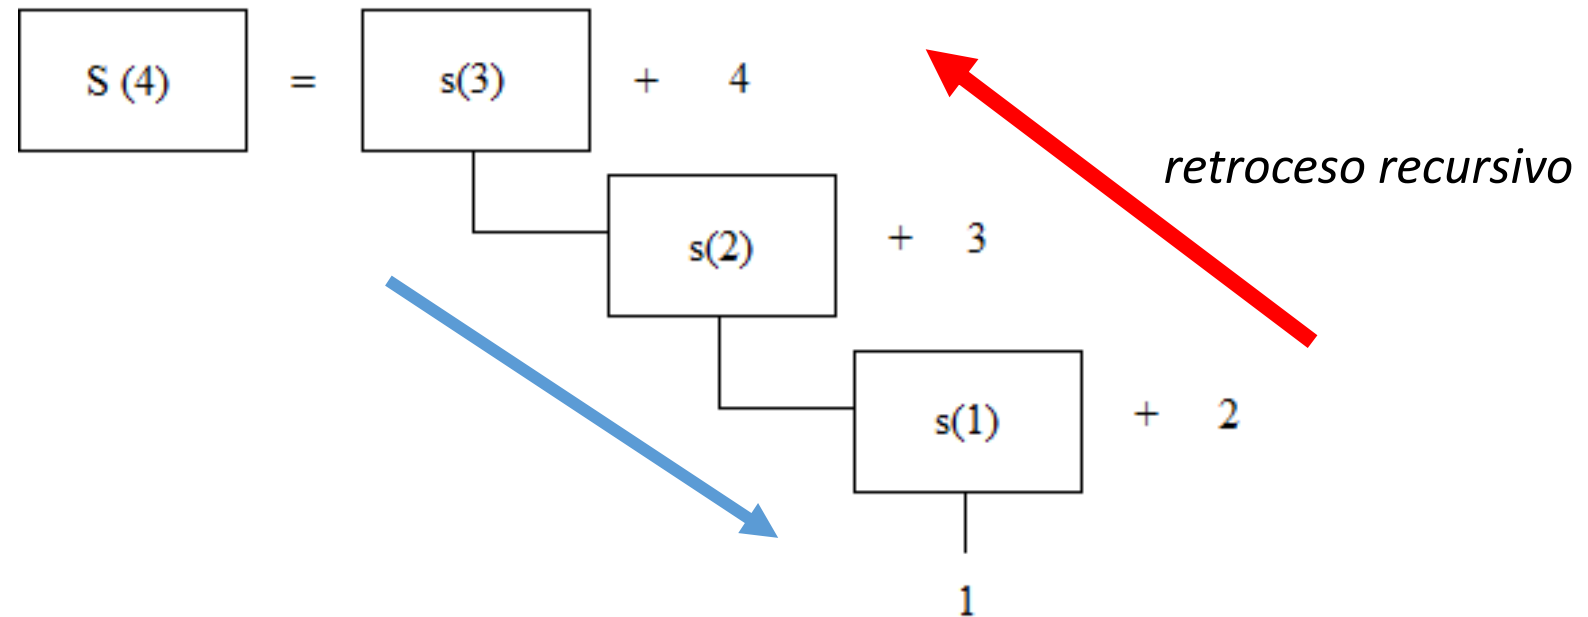 S (4) = s(3) + 4
retroceso recursivo
s(2) + 3
s(1) + 2
1